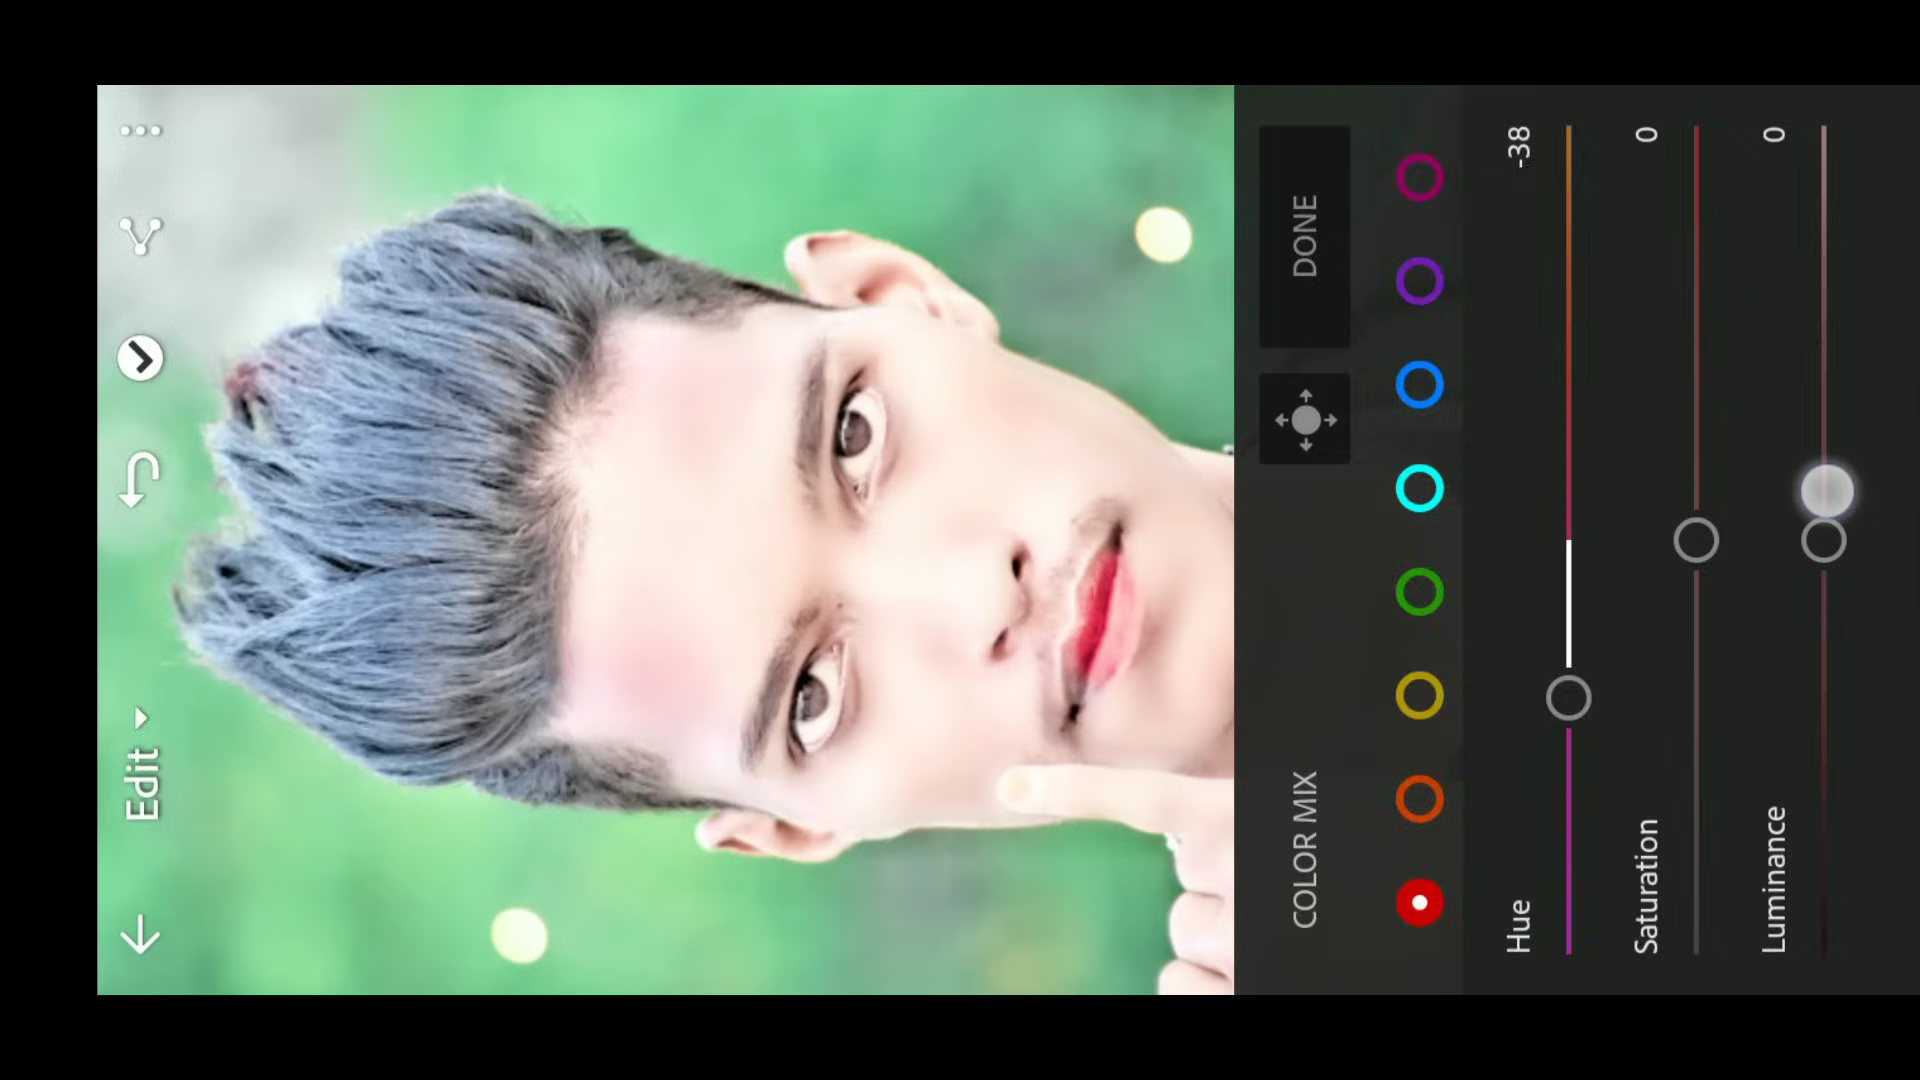 Edit
COLOR MIX
DONE
Hue
-38
Saturation
0
Luminance
0